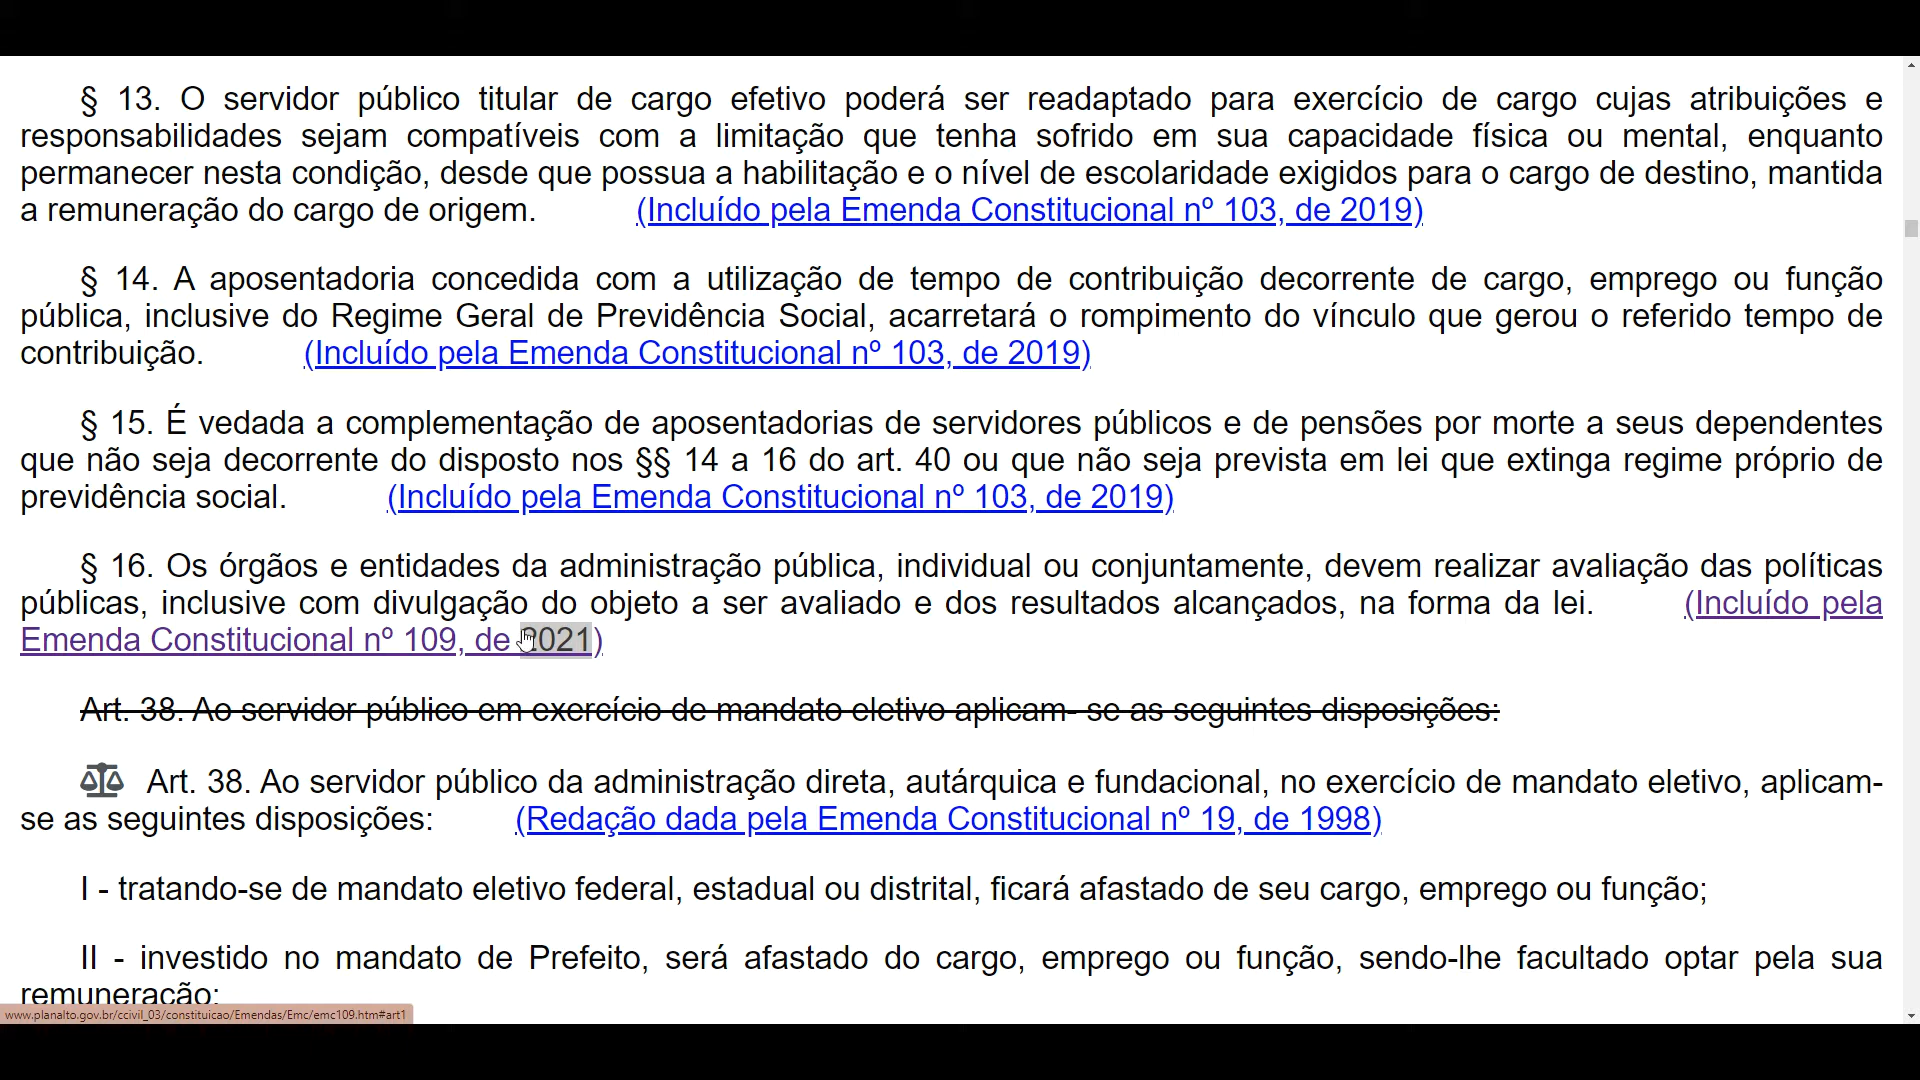 § 13. O servidor público titular de cargo efetivo poderá ser readaptado para exercício de cargo cujas atribuições e
responsabilidades sejam compatíveis com a limitação que tenha sofrido em sua capacidade física ou mental, enquanto
permanecer nesta condição, desde que possua a habilitação e o nível de escolaridade exigidos para o cargo de destino, mantida
a remuneração do cargo de origem. (Incluído pela Emenda Constitucional nº 103, de 2019)
§ 14. A aposentadoria concedida com a utilização de tempo de contribuição decorrente de cargo, emprego ou função
pública, inclusive do Regime Geral de Previdência Social, acarretará o rompimento do vínculo que gerou o referido tempo de
contribuição. (Incluído pela Emenda Constitucional nº 103, de 2019)
§ 15. É vedada a complementação de aposentadorias de servidores públicos e de pensões por morte a seus dependentes
que não seja decorrente do disposto nos §§ 14 a 16 do art. 40 ou que não seja prevista em lei que extinga regime próprio de
previdência social. (Incluído pela Emenda Constitucional nº 103, de 2019)
§ 16. Os órgãos e entidades da administração pública, individual ou conjuntamente, devem realizar avaliação das políticas
públicas, inclusive com divulgação do objeto a ser avaliado e dos resultados alcançados, na forma da lei. (Incluído pela
Emenda Constitucional nº 109, de 2021)
Art. 38. Ao servidor público em exercício de mandato eletivo aplicam- se as seguintes disposições:
Art. 38. Ao servidor público da administração direta, autárquica e fundacional, no exercício de mandato eletivo, aplicam-
se as seguintes disposições: (Redação dada pela Emenda Constitucional nº 19, de 1998)
I - tratando-se de mandato eletivo federal, estadual ou distrital, ficará afastado de seu cargo, emprego ou função;
II - investido no mandato de Prefeito, será afastado do cargo, emprego ou função, sendo-lhe facultado optar pela sua
remuneração;
www.planalto.gov.br/ccivil_03/constituicao/Emendas/Emc/emc109.htm#art1